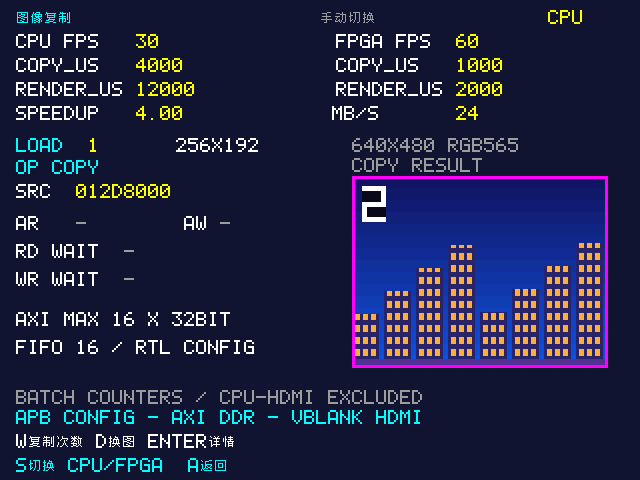 图像复制 手动切换 CPU
CPU FPS 30 FPGA FPS 60
COPY_US 4000 COPY_US 1000
RENDER_US 12000 RENDER_US 2000
SPEEDUP 4.00 MB/S 24
LOAD 1 256X192 640X480 RGB565
OP COPY COPY RESULT
SRC 012D8000
2
AR - AW -
RD WAIT -
WR WAIT -
AXI MAX 16 X 32BIT
FIFO 16 / RTL CONFIG
BATCH COUNTERS / CPU-HDMI EXCLUDED
APB CONFIG - AXI DDR - VBLANK HDMI
W复制次数 D换图 ENTER详情
S切换 CPU/FPGA A返回